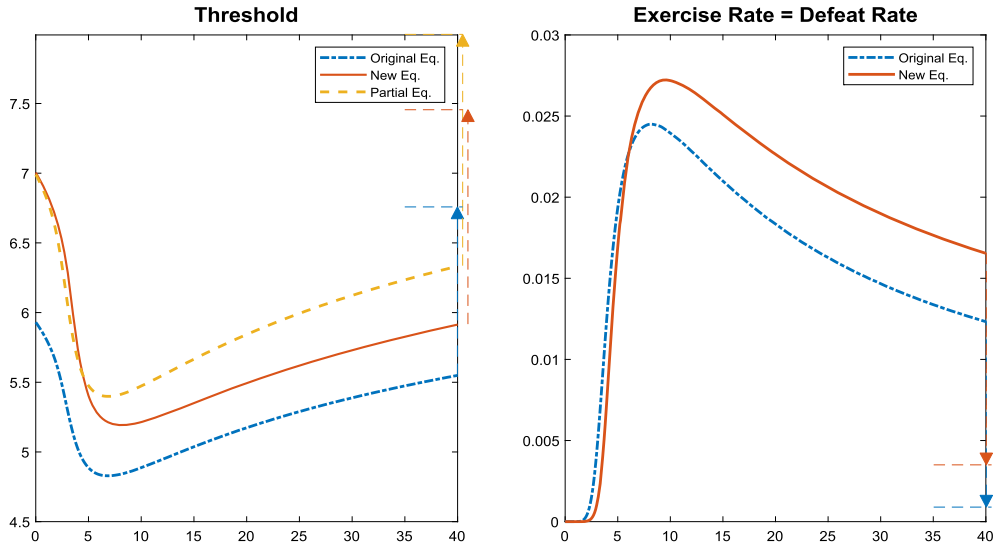 Threshold
Original Eq.
New Eq.
Partial Eq.
7.5
7
6.5
6
5.5
5
4.5
0 5 10 15 20 25 30 35 40
Exercise Rate = Defeat Rate
Original Eq.
New Eq.
0.03
0.025
0.02
0.015
0.01
0.005
0
0 5 10 15 20 25 30 35 40